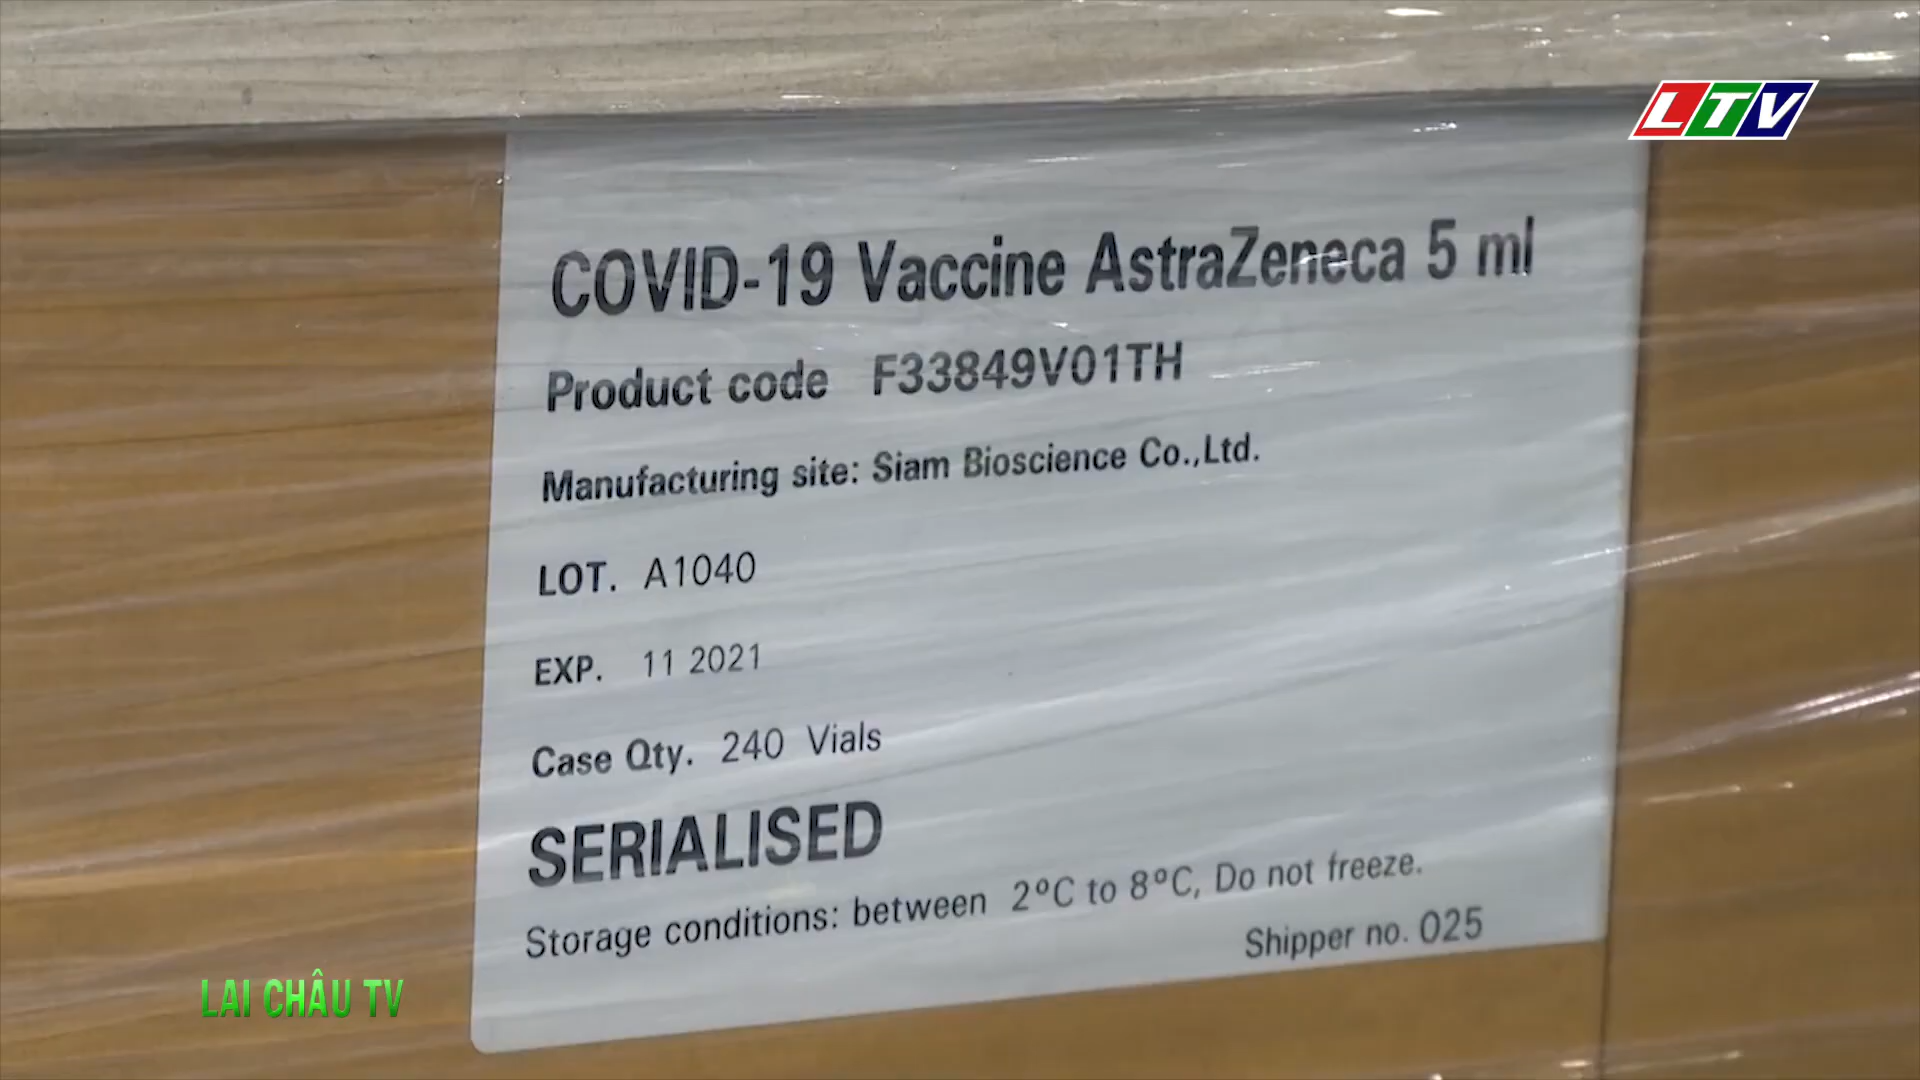 LTV
COVID-19 Vaccine AstraZeneca 5 ml
Product code F33849V01TH
Manufacturing site: Siam Bioscience Co.,Ltd.
LOT. A1040
EXP. 11 2021
Case Qty. 240 Vials
SERIALISED
Storage conditions: between 2°C to 8°C, Do not freeze.
Shipper no. 025
LAI CHÂU TV